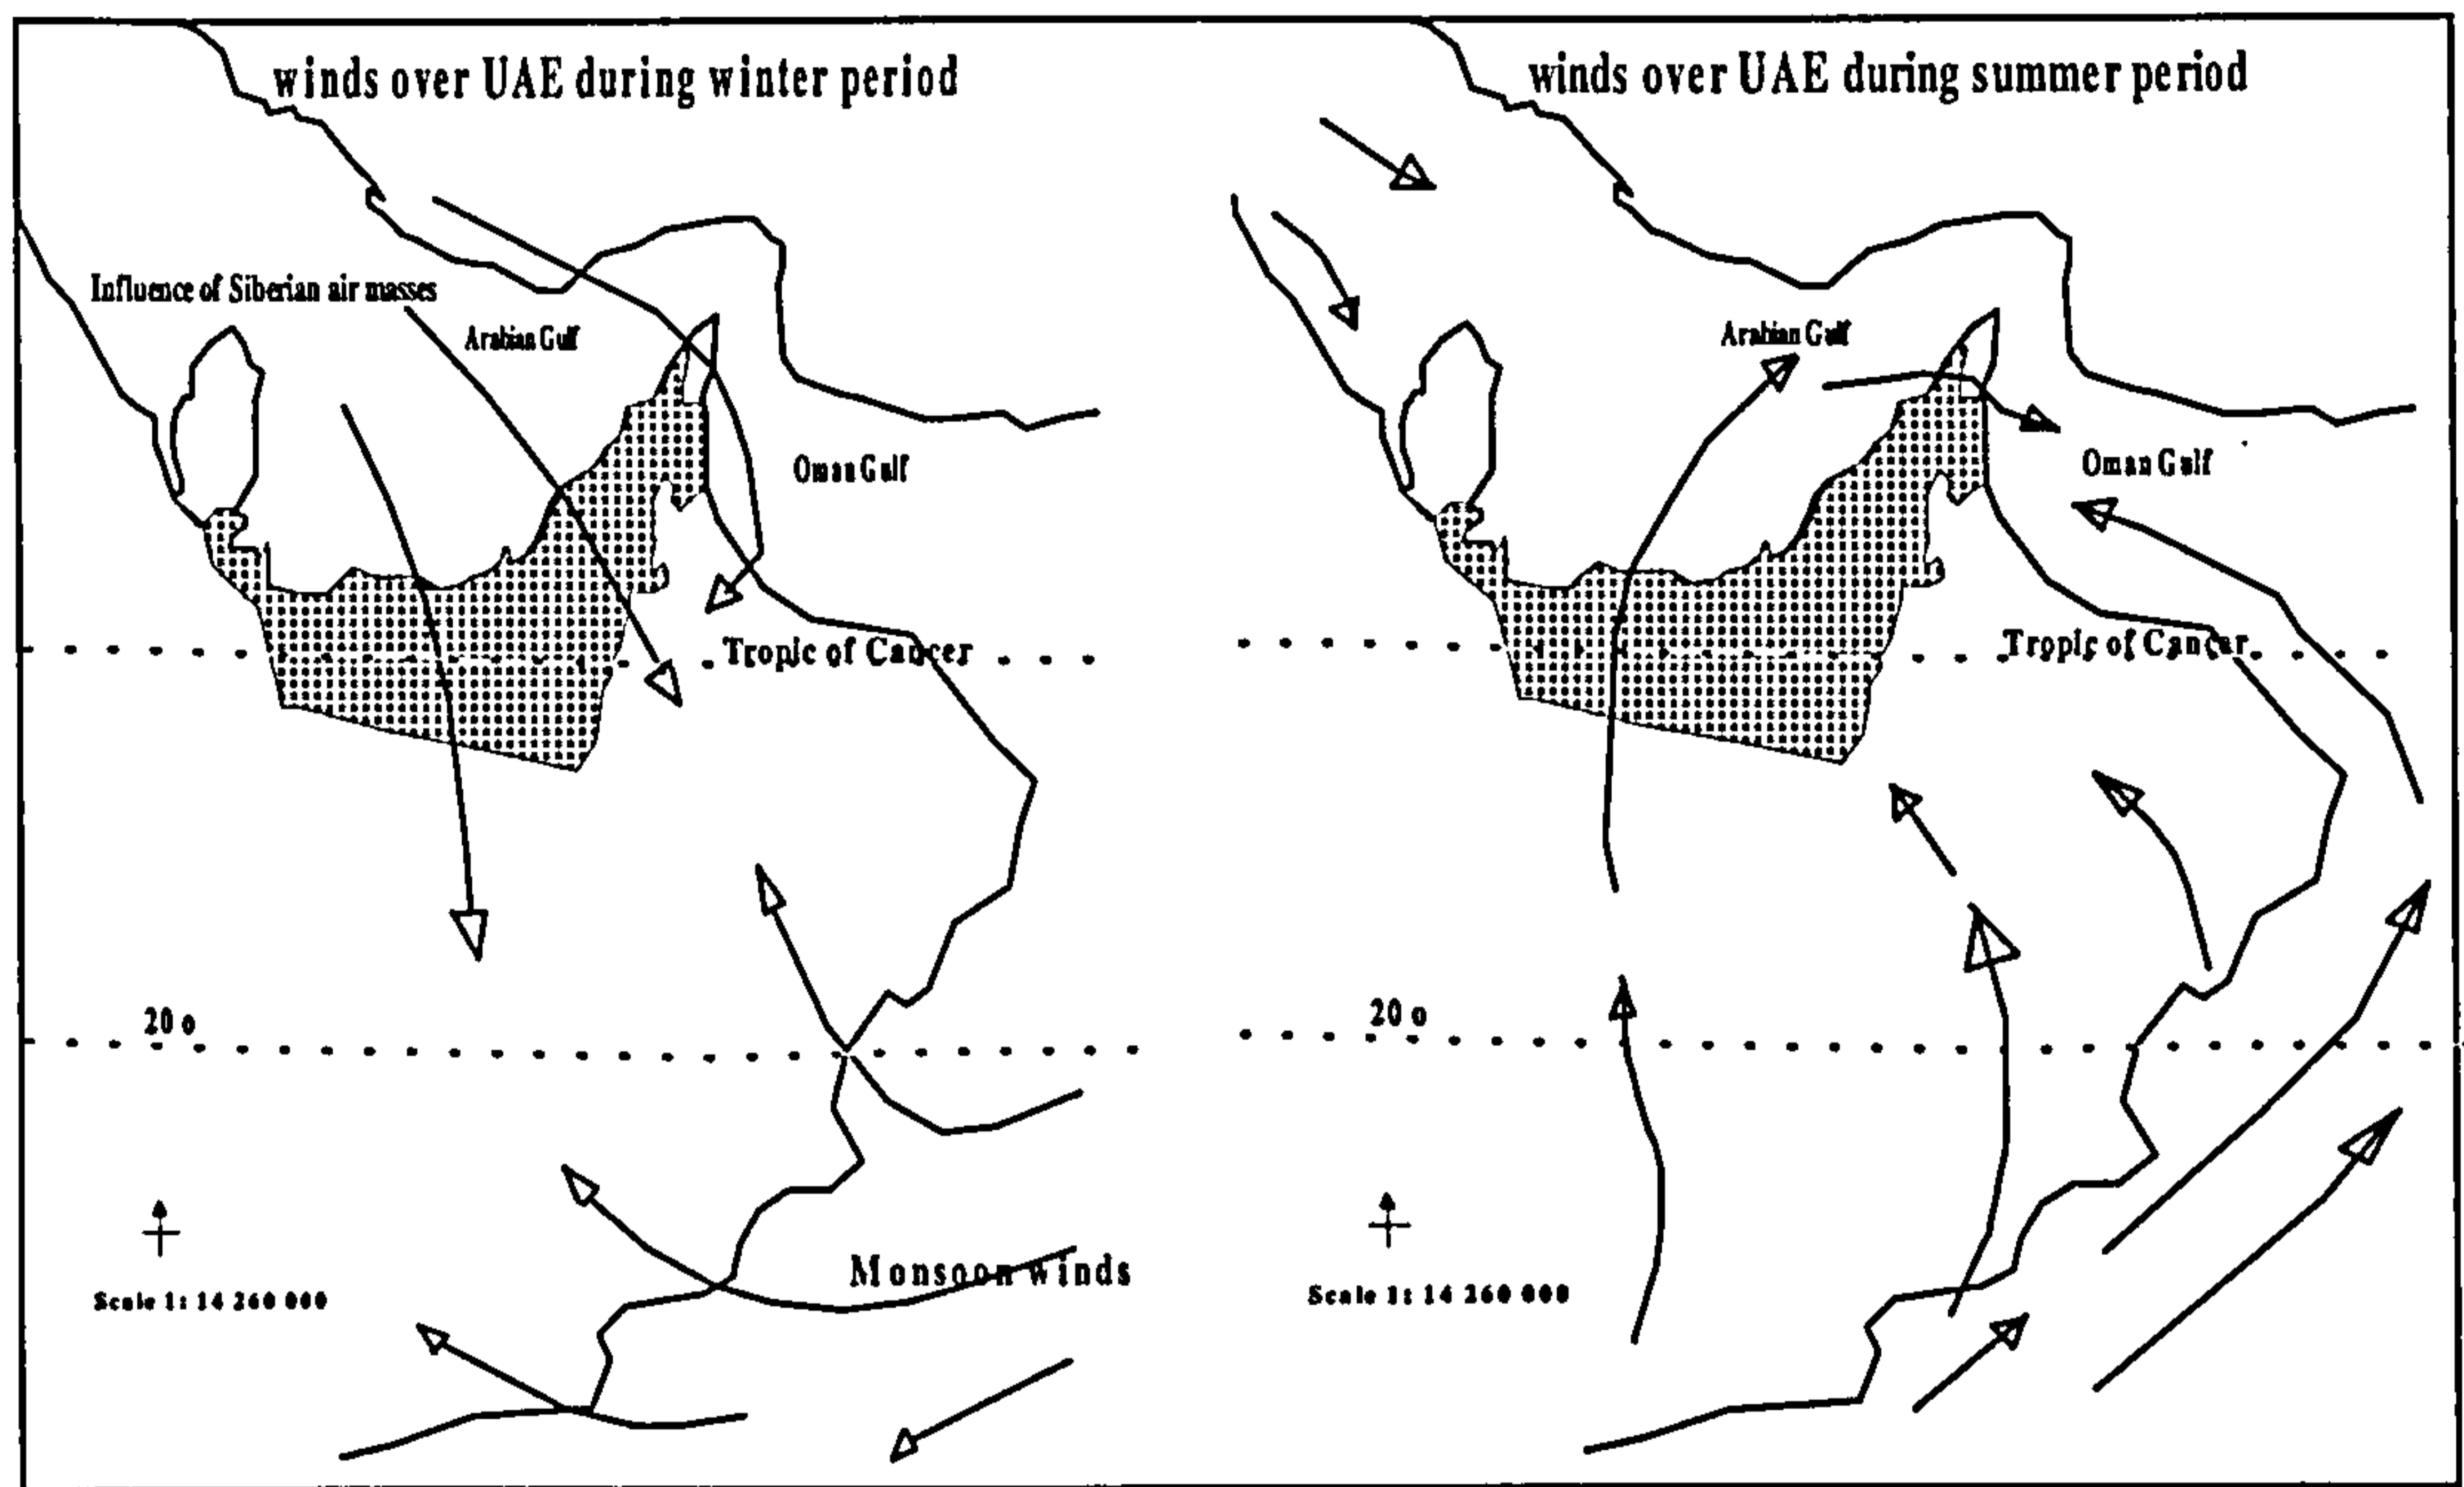 winds over UAE during winter period
Influence of Siberian air masses
Arabian Gulf
Oman Gulf
Tropic of Cancer
20 o
Monsoon winds
Scale 1: 14 260 000
winds over UAE during summer period
Arabian Gulf
Oman Gulf
Tropic of Cancer
20 o
Scale 1: 14 260 000